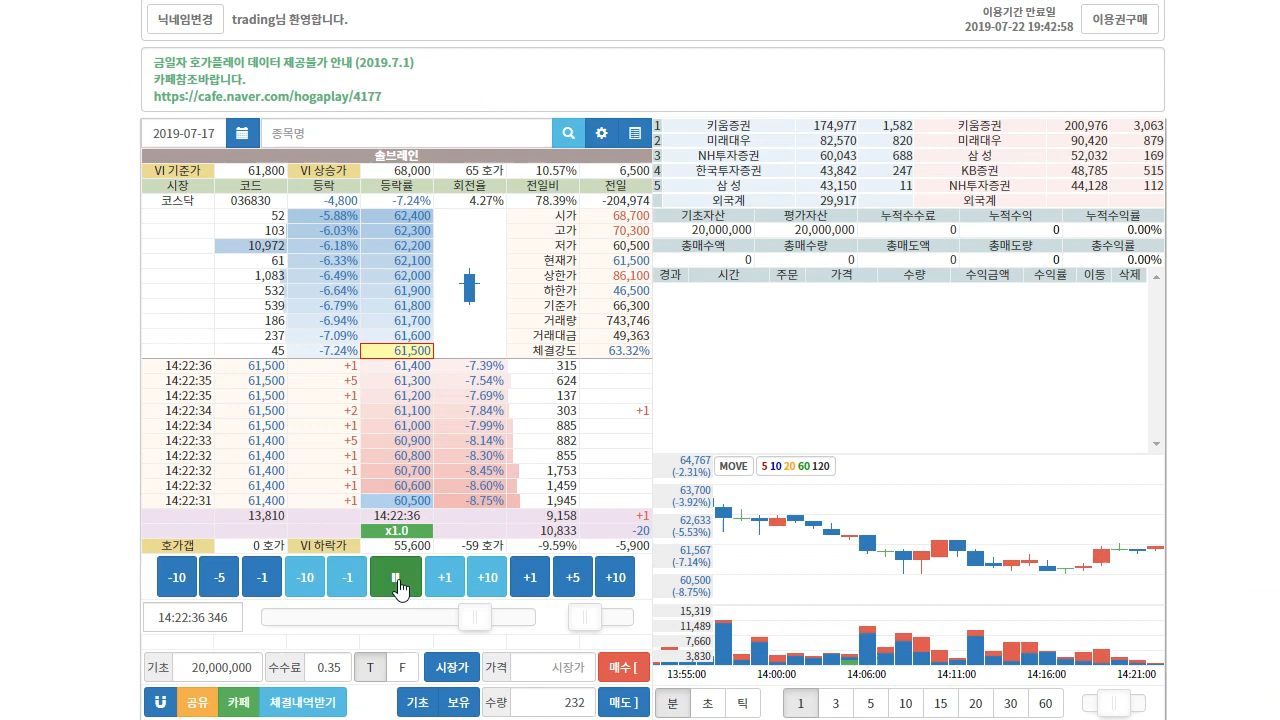 닉네임변경 trading님 환영합니다. 이용기간 만료일 2019-07-22 19:42:58 이용권구매
금일자 호가플레이 데이터 제공불가 안내 (2019.7.1)
카페참조바랍니다.
https://cafe.naver.com/hogaplay/4177
2019-07-17 종목명
솔브레인
VI 기준가 61,800 VI 상승가 68,000 65 호가 10.57% 6,500
시장 코드 등락 등락률 회전율 전일비 전일
코스닥 036830 -4,800 -7.24% 4.27% 78.39% -204,974
52 -5.88% 62,400 시가 68,700
103 -6.03% 62,300 고가 70,300
10,972 -6.18% 62,200 저가 60,500
61 -6.33% 62,100 현재가 61,500
1,083 -6.49% 62,000 상한가 86,100
532 -6.64% 61,900 하한가 46,500
539 -6.79% 61,800 기준가 66,300
186 -6.94% 61,700 거래량 743,746
237 -7.09% 61,600 거래대금 49,363
45 -7.24% 61,500 체결강도 63.32%
14:22:36 61,500 +1 61,400 -7.39% 315
14:22:35 61,500 +5 61,300 -7.54% 624
14:22:35 61,500 +1 61,200 -7.69% 137
14:22:34 61,500 +2 61,100 -7.84% 303 +1
14:22:34 61,500 +1 61,000 -7.99% 885
14:22:33 61,400 +5 60,900 -8.14% 882
14:22:32 61,400 +1 60,800 -8.30% 855
14:22:32 61,400 +1 60,700 -8.45% 1,753
14:22:32 61,400 +1 60,600 -8.60% 1,459
14:22:31 61,400 +1 60,500 -8.75% 1,945
13,810 14:22:36 9,158 +1
x1.0 10,833 -20
호가갭 0 호가 VI 하락가 55,600 -59 호가 -9.59% -5,900
-10 -5 -1 -10 -1 +1 +10 +1 +5 +10
14:22:36 346
기초 20,000,000 수수료 0.35 T F 시장가 가격 시장가 매수 [
공유 카페 체결내역받기 기초 보유 수량 232 매도 ]
1 키움증권 174,977 1,582 키움증권 200,976 3,063
2 미래대우 82,570 820 미래대우 90,420 879
3 NH투자증권 60,043 688 삼 성 52,032 169
4 한국투자증권 43,842 247 KB증권 48,785 515
5 삼 성 43,150 11 NH투자증권 44,128 112
외국계 29,917 외국계
기초자산 평가자산 누적수수료 누적수익 누적수익률
20,000,000 20,000,000 0 0 0.00%
총매수액 총매수량 총매도액 총매도량 총수익률
0 0 0 0 0.00%
경과 시간 주문 가격 수량 수익금액 수익률 이동 삭제
64,767
(-2.31%)
MOVE 5 10 20 60 120
63,700
(-3.92%)
62,633
(-5.53%)
61,567
(-7.14%)
60,500
(-8.75%)
15,319
11,489
7,660
3,830
13:55:00 14:00:00 14:06:00 14:11:00 14:16:00 14:21:00
분 초 틱 1 3 5 10 15 20 30 60